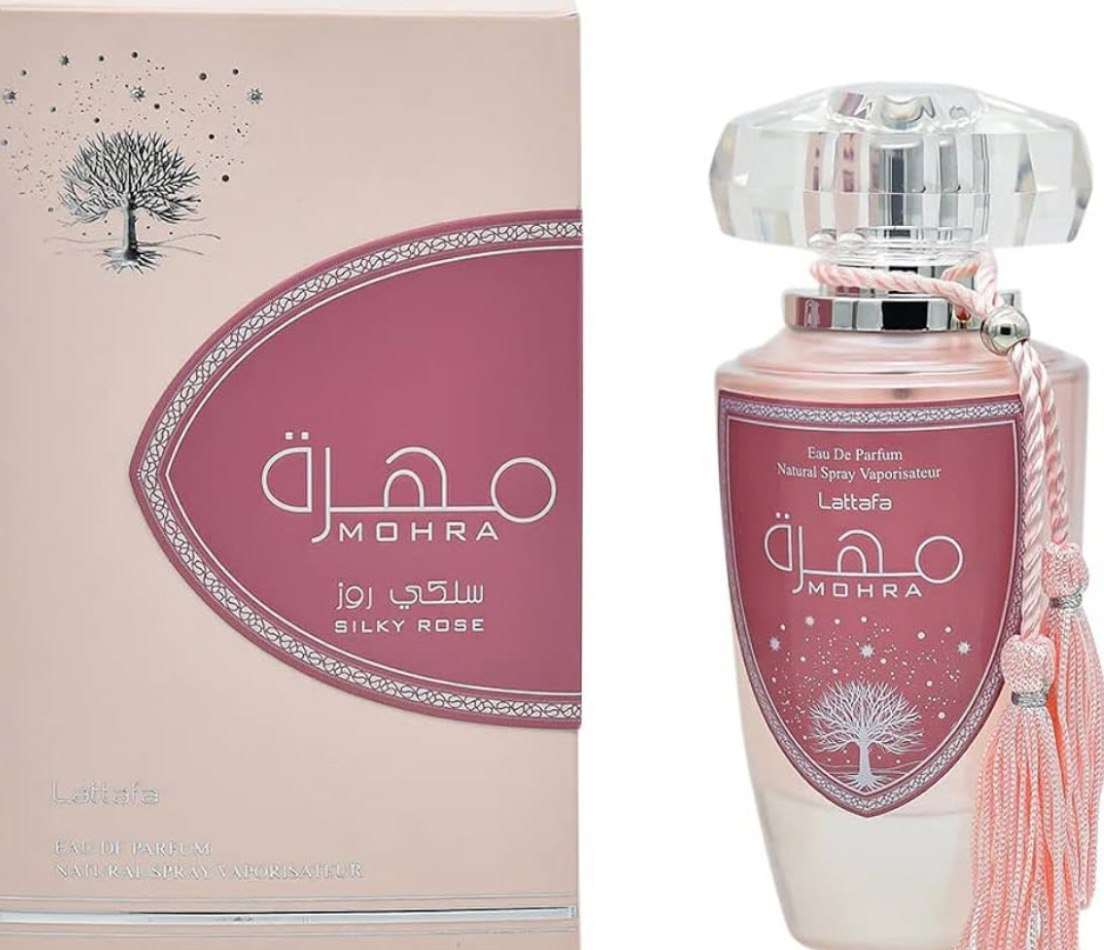 مهرة
MOHRA
سلكي روز
SILKY ROSE
Lattafa
EAU DE PARFUM
NATURAL SPRAY VAPORISATEUR
Eau De Parfum
Natural Spray Vaporisateur
Lattafa
مهرة
MOHRA